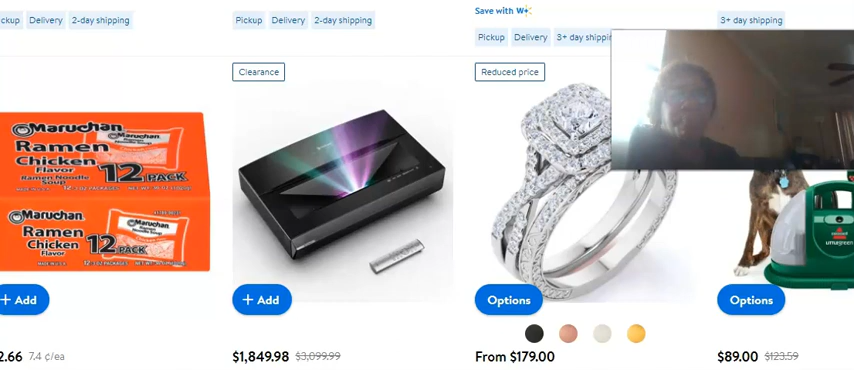 Save with W+
ckup Delivery 2-day shipping
Pickup Delivery 2-day shipping
Pickup Delivery 3+ day shippin
3+ day shipping
Clearance
Reduced price
Maruchan
Maruchan
Ramen
Chicken
Flavor
Ramen Noodle
Soup
12 PACK
Maruchan
Ramen
Chicken
Flavor
12 PACK
BISSELL
+ Add
+ Add
Options
Options
2.66 7.4 ¢/ea
$1,849.98 $3,099.99
From $179.00
$89.00 $123.59